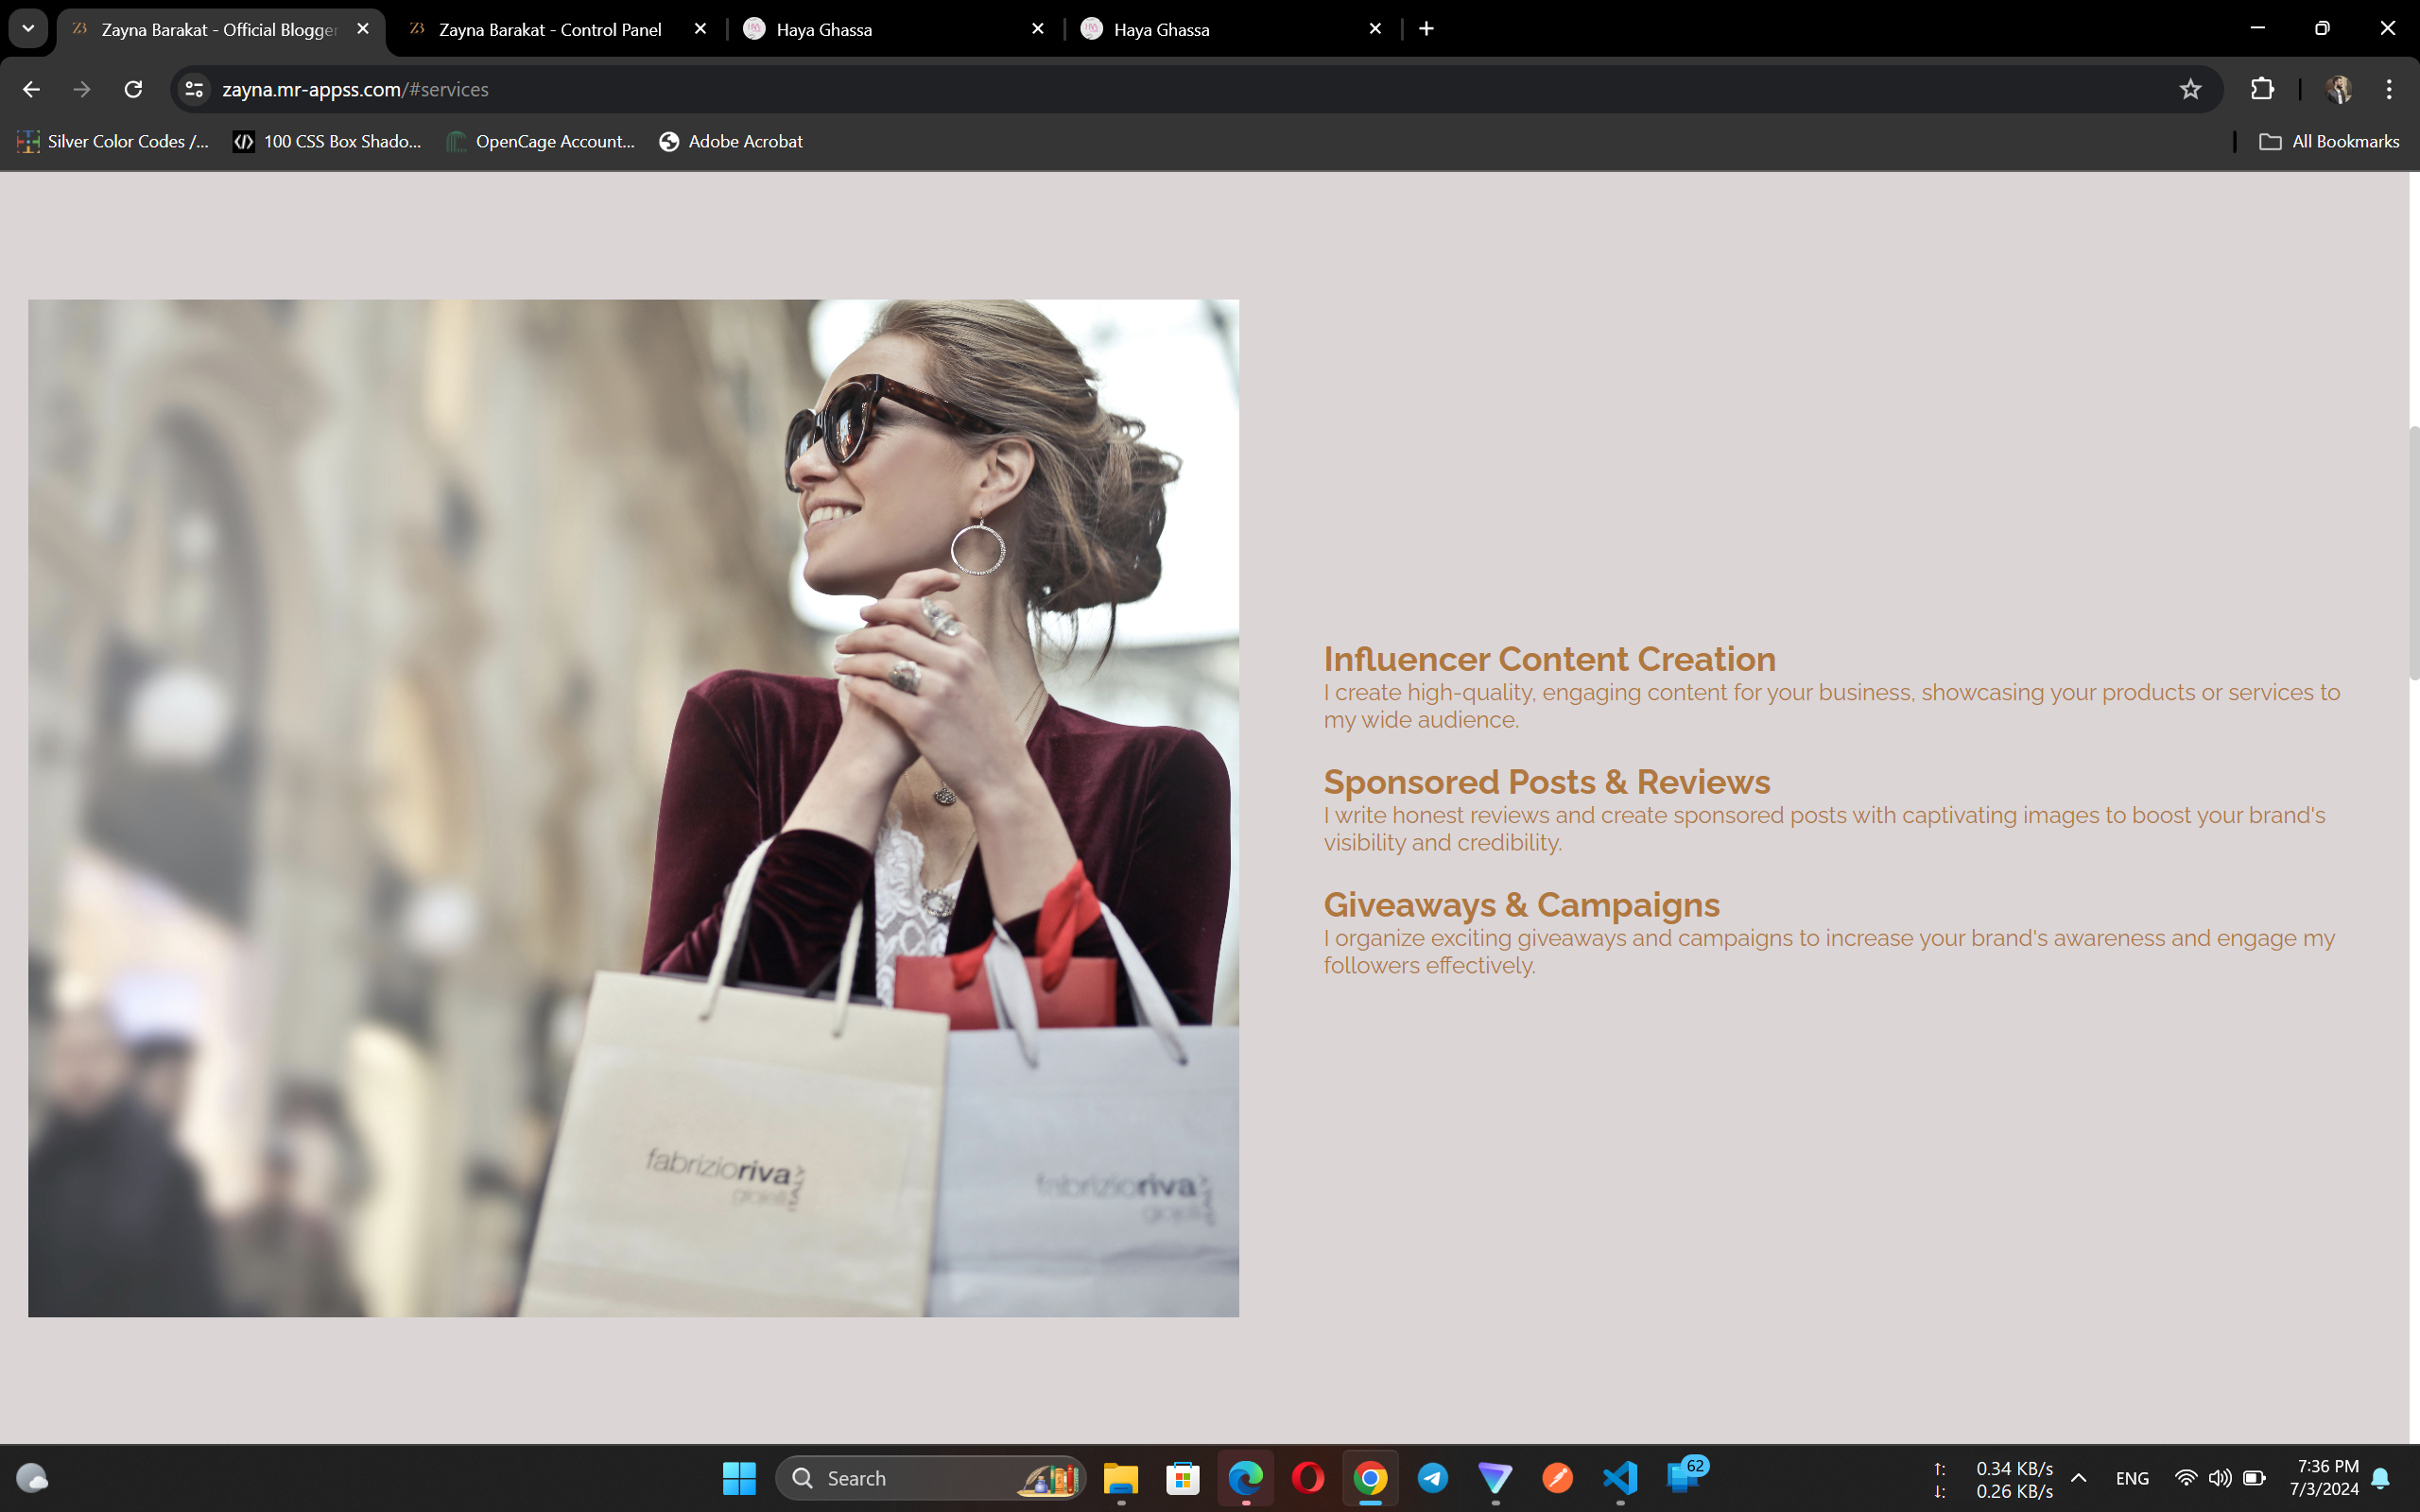 Zayna Barakat - Official Blogger
Zayna Barakat - Control Panel
Haya Ghassa
Haya Ghassa
zayna.mr-appss.com/#services
Silver Color Codes /...
100 CSS Box Shado...
OpenCage Account...
Adobe Acrobat
All Bookmarks
Influencer Content Creation
I create high-quality, engaging content for your business, showcasing your products or services to
my wide audience.
Sponsored Posts & Reviews
I write honest reviews and create sponsored posts with captivating images to boost your brand's
visibility and credibility.
Giveaways & Campaigns
I organize exciting giveaways and campaigns to increase your brand's awareness and engage my
followers effectively.
fabrizioriva
gioielli
fabrizioriva
gioielli
Search
62
↑: 0.34 KB/s
↓: 0.26 KB/s
ENG
7:36 PM
7/3/2024